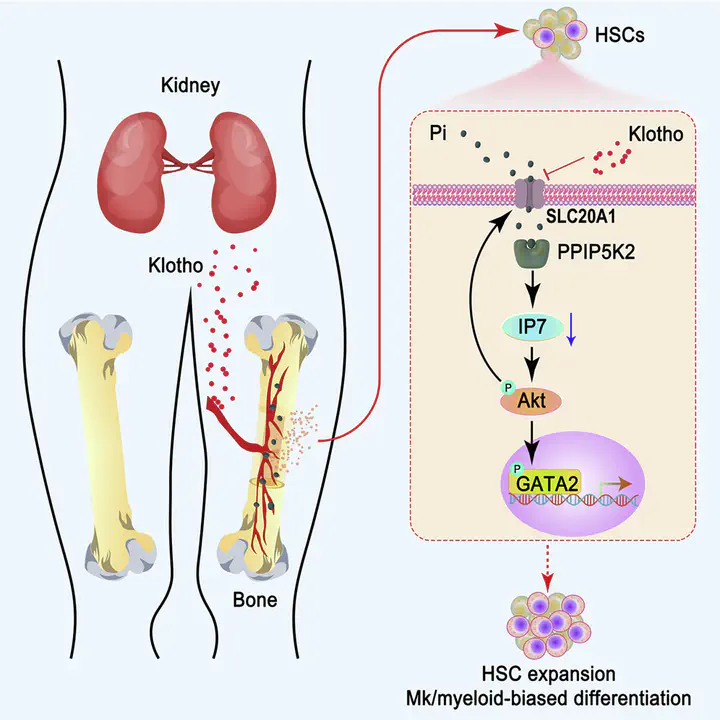 Kidney
Klotho
Bone
HSCs
Pi
Klotho
SLC20A1
PPIP5K2
IP7
P
Akt
P
GATA2
HSC expansion
Mk/myeloid-biased differentiation